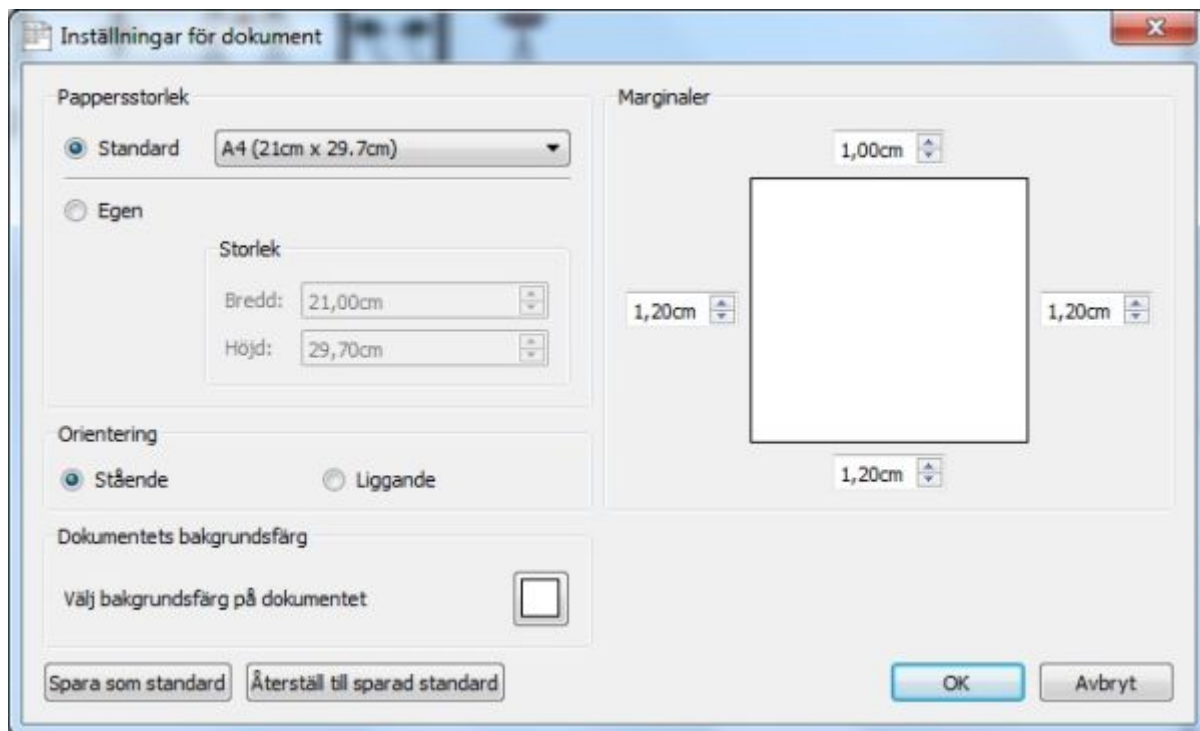 Inställningar för dokument
Pappersstorlek
Standard
A4 (21cm x 29.7cm)
Egen
Storlek
Bredd:
21,00cm
Höjd:
29,70cm
Orientering
Stående
Liggande
Dokumentets bakgrundsfärg
Välj bakgrundsfärg på dokumentet
Marginaler
1,00cm
1,20cm
1,20cm
1,20cm
Spara som standard
Återställ till sparad standard
OK
Avbryt